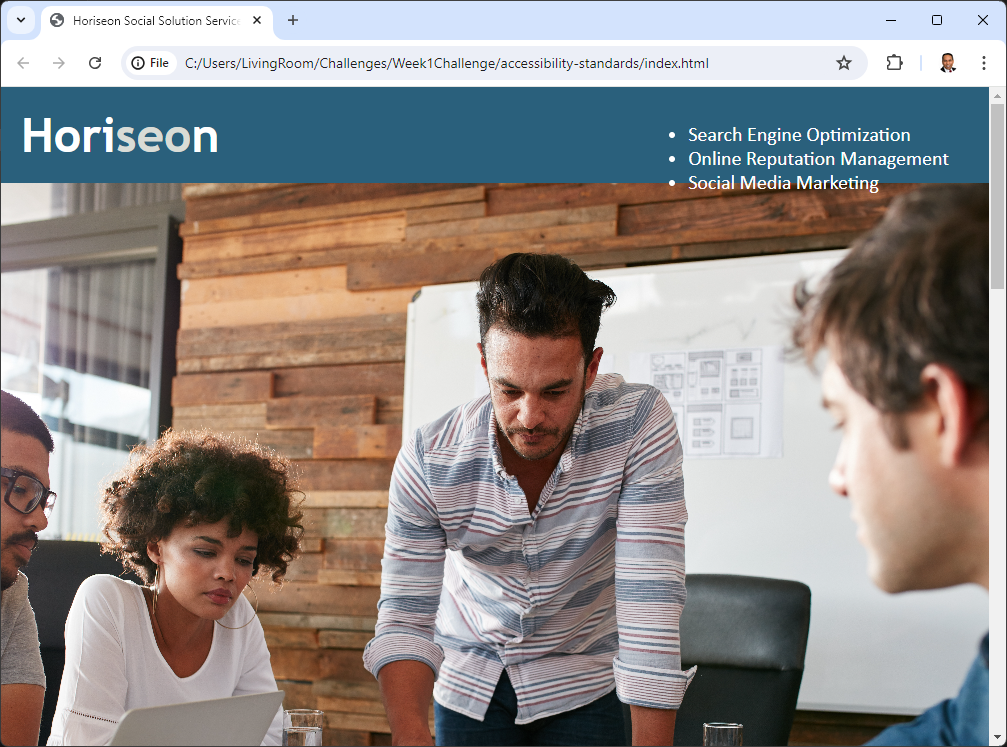 Horiseon Social Solution Service
File
C:/Users/LivingRoom/Challenges/Week1Challenge/accessibility-standards/index.html
Horiseon
Search Engine Optimization
Online Reputation Management
Social Media Marketing